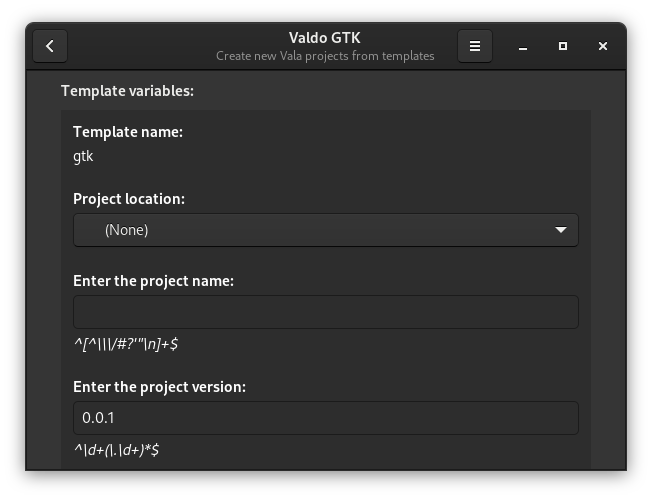 Valdo GTK
Create new Vala projects from templates
Template variables:
Template name:
gtk
Project location:
(None)
Enter the project name:
^[^\\\/#?'"\n]+$
Enter the project version:
0.0.1
^\d+(\.\d+)*$